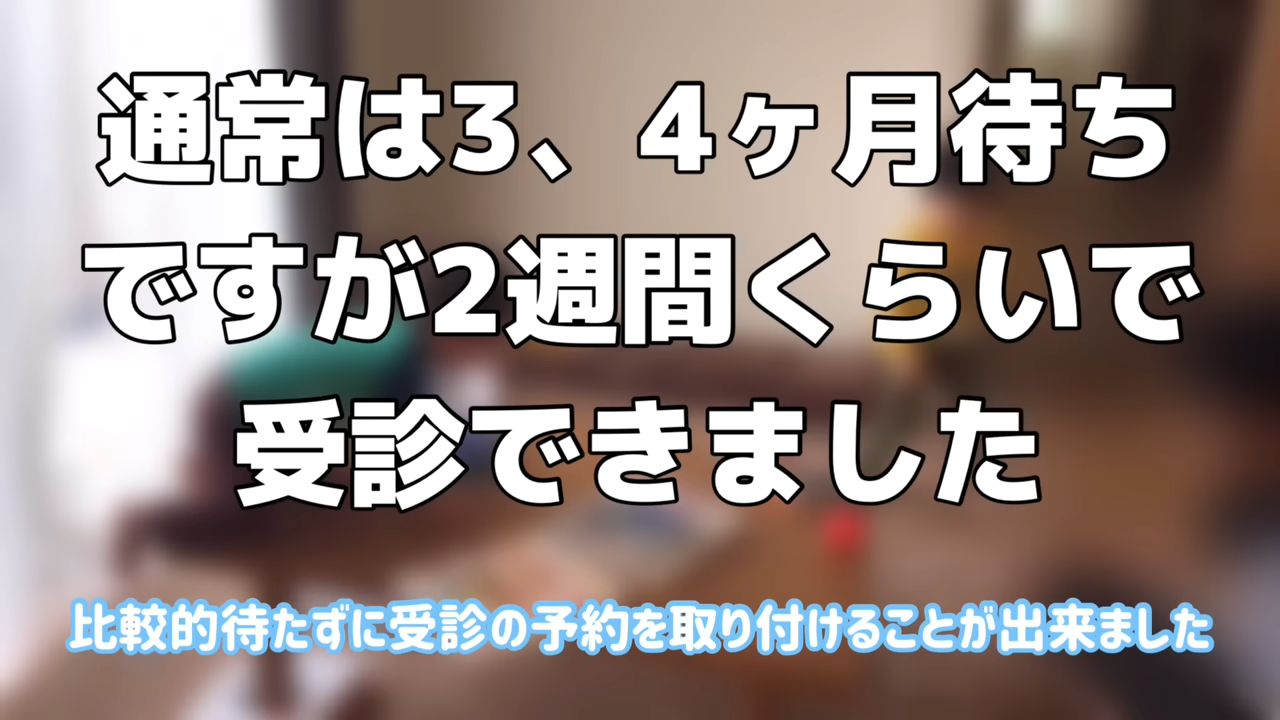 通常は3、4ヶ月待ち
ですが2週間くらいで
受診できました
比較的待たずに受診の予約を取り付けることが出来ました